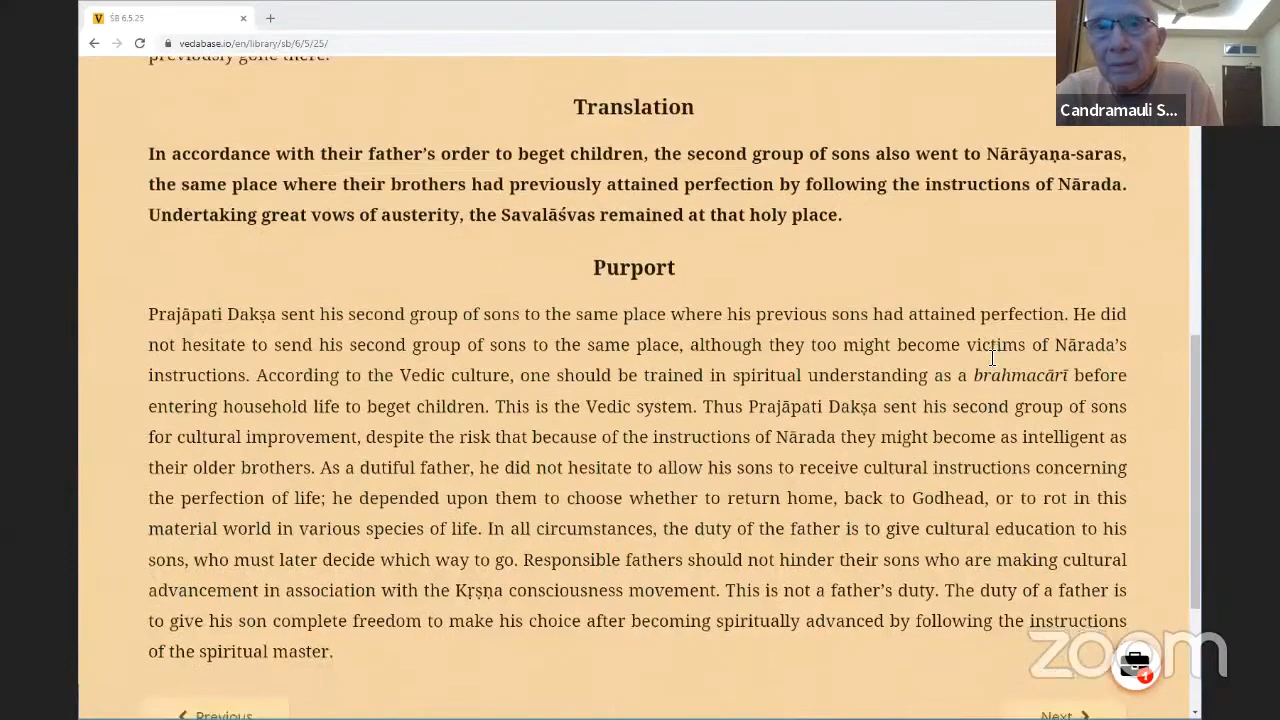 ŚB 6.5.25
vedabase.io/en/library/sb/6/5/25/
previously gone there.
Candramauli S...
Translation
In accordance with their father's order to beget children, the second group of sons also went to Nārāyaṇa-saras,
the same place where their brothers had previously attained perfection by following the instructions of Nārada.
Undertaking great vows of austerity, the Savalāśvas remained at that holy place.
Purport
Prajāpati Dakṣa sent his second group of sons to the same place where his previous sons had attained perfection. He did
not hesitate to send his second group of sons to the same place, although they too might become victims of Nārada's
instructions. According to the Vedic culture, one should be trained in spiritual understanding as a brahmacārī before
entering household life to beget children. This is the Vedic system. Thus Prajāpati Dakṣa sent his second group of sons
for cultural improvement, despite the risk that because of the instructions of Nārada they might become as intelligent as
their older brothers. As a dutiful father, he did not hesitate to allow his sons to receive cultural instructions concerning
the perfection of life; he depended upon them to choose whether to return home, back to Godhead, or to rot in this
material world in various species of life. In all circumstances, the duty of the father is to give cultural education to his
sons, who must later decide which way to go. Responsible fathers should not hinder their sons who are making cultural
advancement in association with the Kṛṣṇa consciousness movement. This is not a father's duty. The duty of a father is
to give his son complete freedom to make his choice after becoming spiritually advanced by following the instructions
of the spiritual master.
zoom
Previous
Next